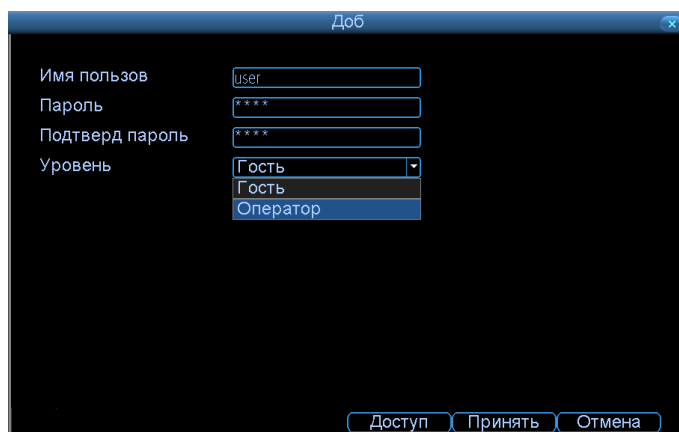 Доб
Имя пользов user
Пароль ****
Подтверд пароль ****
Уровень Гость
Гость
Оператор
Доступ Принять Отмена